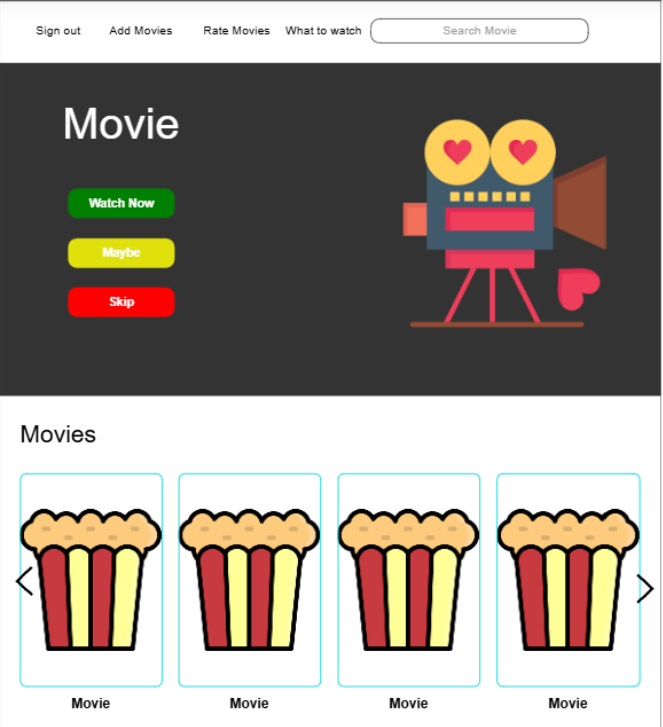 Sign out Add Movies Rate Movies What to watch Search Movie
Movie
Watch Now
Maybe
Skip
Movies
Movie Movie Movie Movie